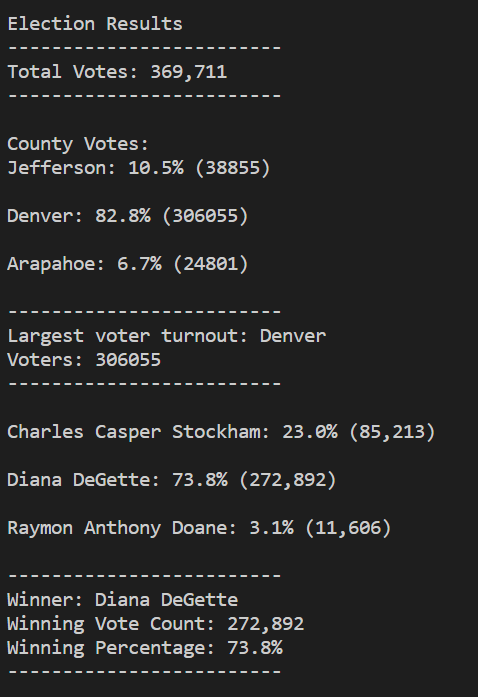 Election Results
-------------------------
Total Votes: 369,711
-------------------------
County Votes:
Jefferson: 10.5% (38855)
Denver: 82.8% (306055)
Arapahoe: 6.7% (24801)
-------------------------
Largest voter turnout: Denver
Voters: 306055
-------------------------
Charles Casper Stockham: 23.0% (85,213)
Diana DeGette: 73.8% (272,892)
Raymon Anthony Doane: 3.1% (11,606)
-------------------------
Winner: Diana DeGette
Winning Vote Count: 272,892
Winning Percentage: 73.8%
-------------------------